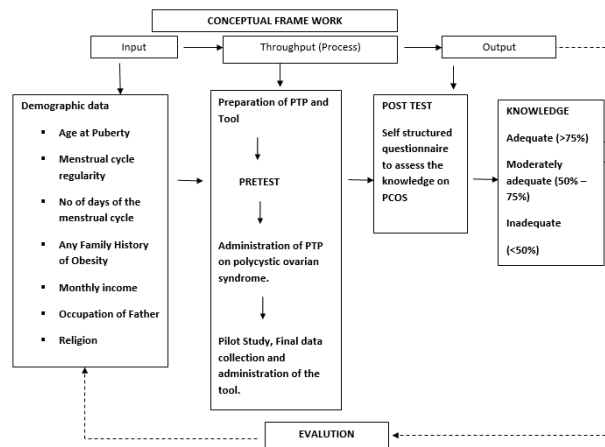 CONCEPTUAL FRAME WORK
Input
Throughput (Process)
Output
Demographic data
▪ Age at Puberty
▪ Menstrual cycle
regularity
▪ No of days of the
menstrual cycle
▪ Any Family History
of Obesity
▪ Monthly income
▪ Occupation of Father
▪ Religion
Preparation of PTP and
Tool
PRETEST
Administration of PTP
on polycystic ovarian
syndrome.
Pilot Study, Final data
collection and
administration of the
tool.
POST TEST
Self structured
questionnaire
to assess the
knowledge on
PCOS
KNOWLEDGE
Adequate (>75%)
Moderately
adequate (50% –
75%)
Inadequate
(<50%)
EVALUTION